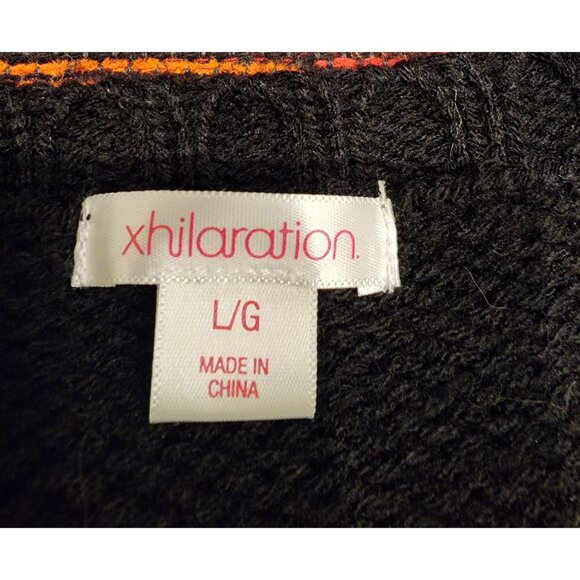 xhilaration.
L/G
MADE IN
CHINA